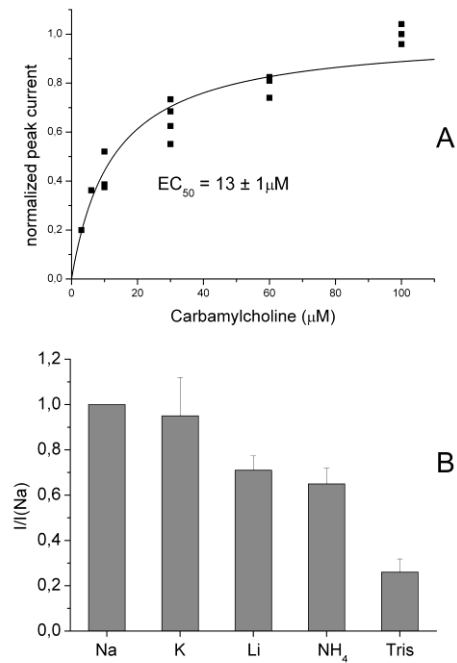 1,0
0,8
0,6
0,4
0,2
0,0
normalized peak current
A
EC50 = 13 ± 1μM
0 20 40 60 80 100
Carbamylcholine (μM)
1,2
1,0
0,8
0,6
0,4
0,2
0,0
I/I(Na)
B
Na K Li NH4 Tris